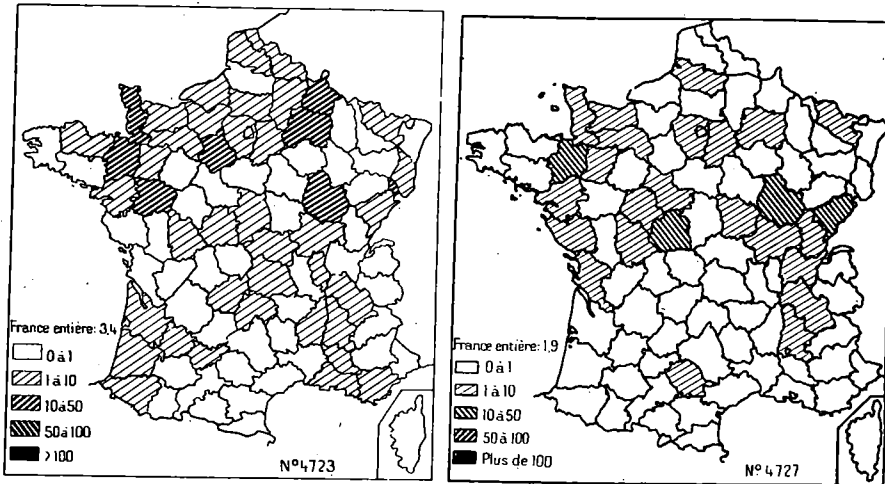 France entière: 3,4
0 à 1
1 à 10
10 à 50
50 à 100
> 100
N° 4723
France entière: 1,9
0 à 1
1 à 10
10 à 50
50 à 100
Plus de 100
N° 4727